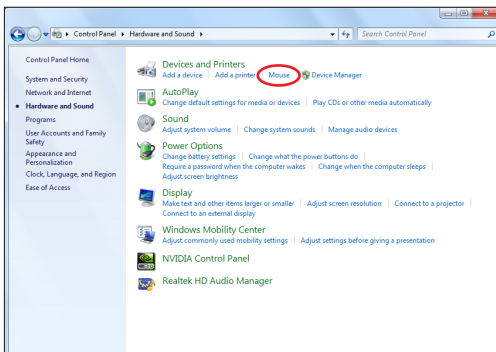 Control Panel Hardware and Sound Search Control Panel
Control Panel Home
System and Security
Network and Internet
Hardware and Sound
Programs
User Accounts and Family
Safety
Appearance and
Personalization
Clock, Language, and Region
Ease of Access
Devices and Printers
Add a device Add a printer Mouse Device Manager
AutoPlay
Change default settings for media or devices Play CDs or other media automatically
Sound
Adjust system volume Change system sounds Manage audio devices
Power Options
Change battery settings Change what the power buttons do
Require a password when the computer wakes Change when the computer sleeps
Adjust screen brightness
Display
Make text and other items larger or smaller Adjust screen resolution Connect to a projector
Connect to an external display
Windows Mobility Center
Adjust commonly used mobility settings Adjust settings before giving a presentation
NVIDIA Control Panel
Realtek HD Audio Manager